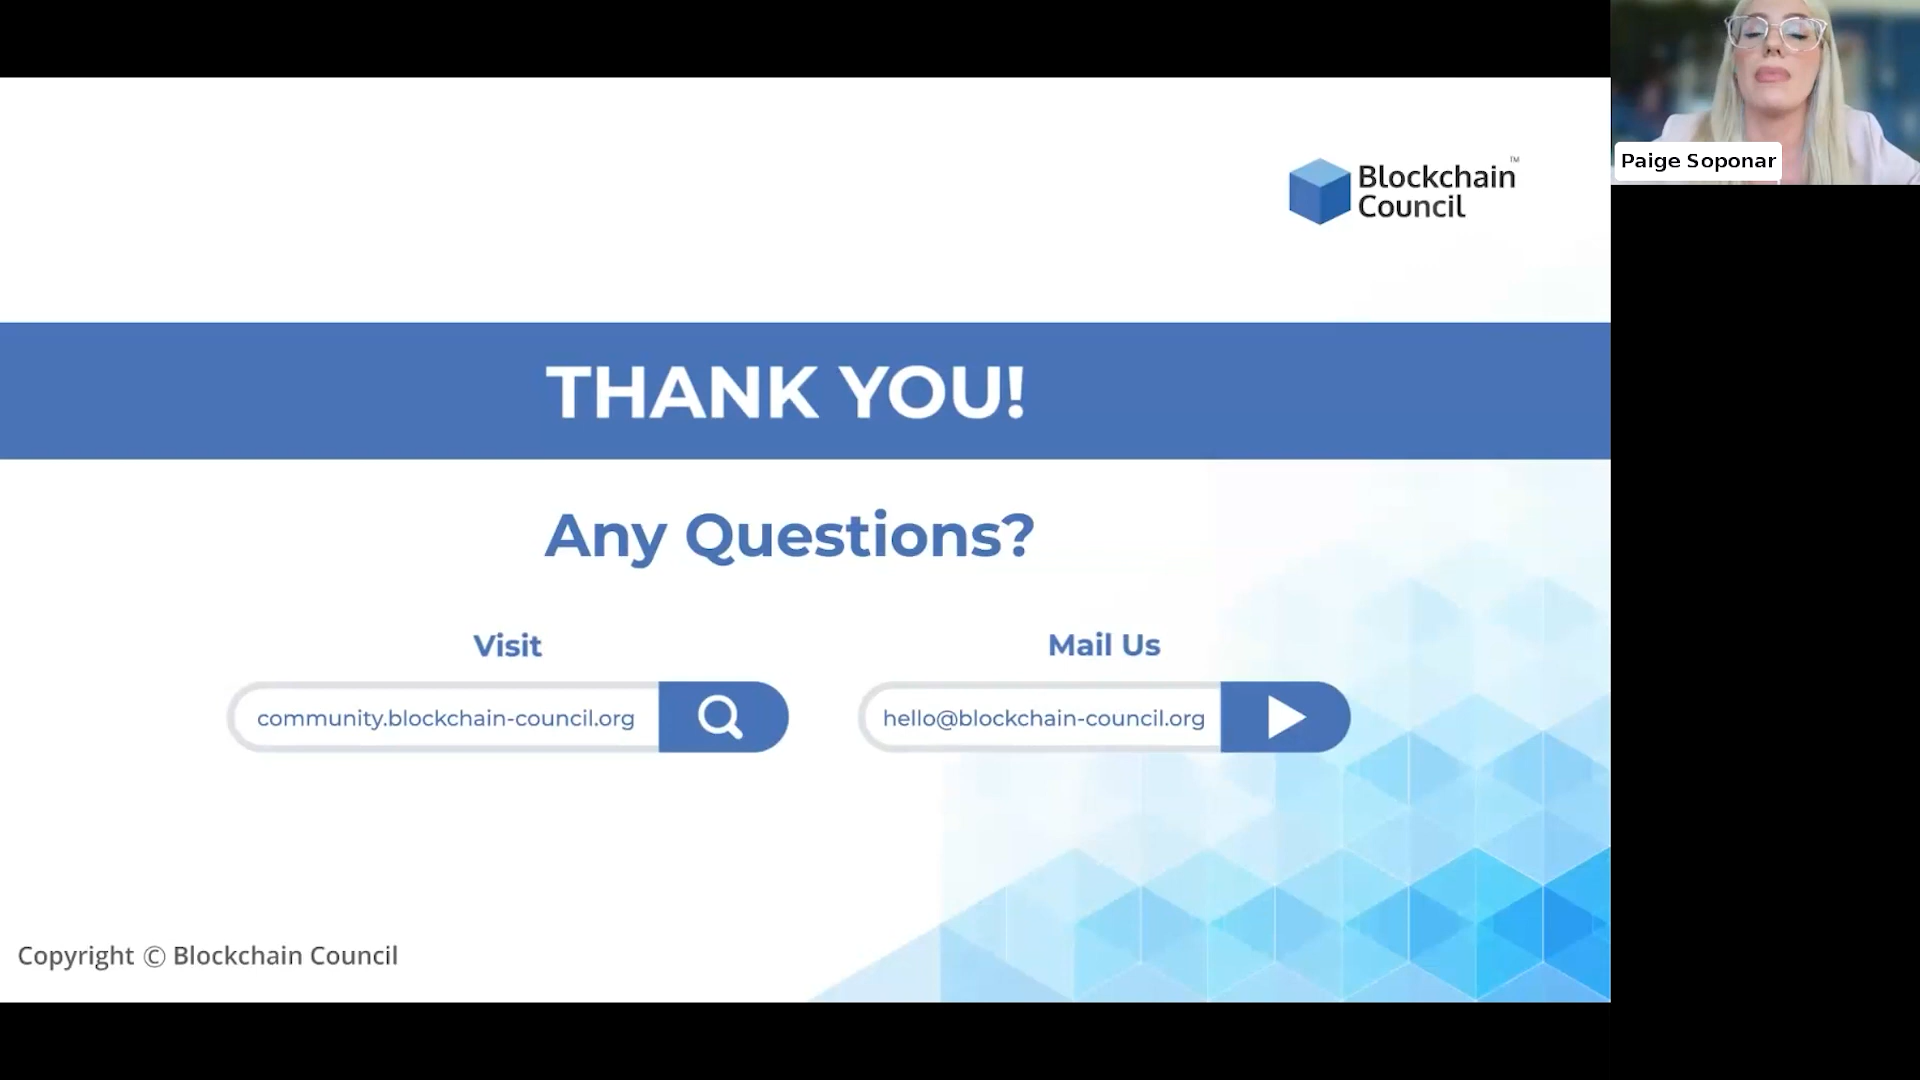 Blockchain
Council
TM
Paige Soponar
THANK YOU!
Any Questions?
Visit
community.blockchain-council.org
Mail Us
hello@blockchain-council.org
Copyright © Blockchain Council